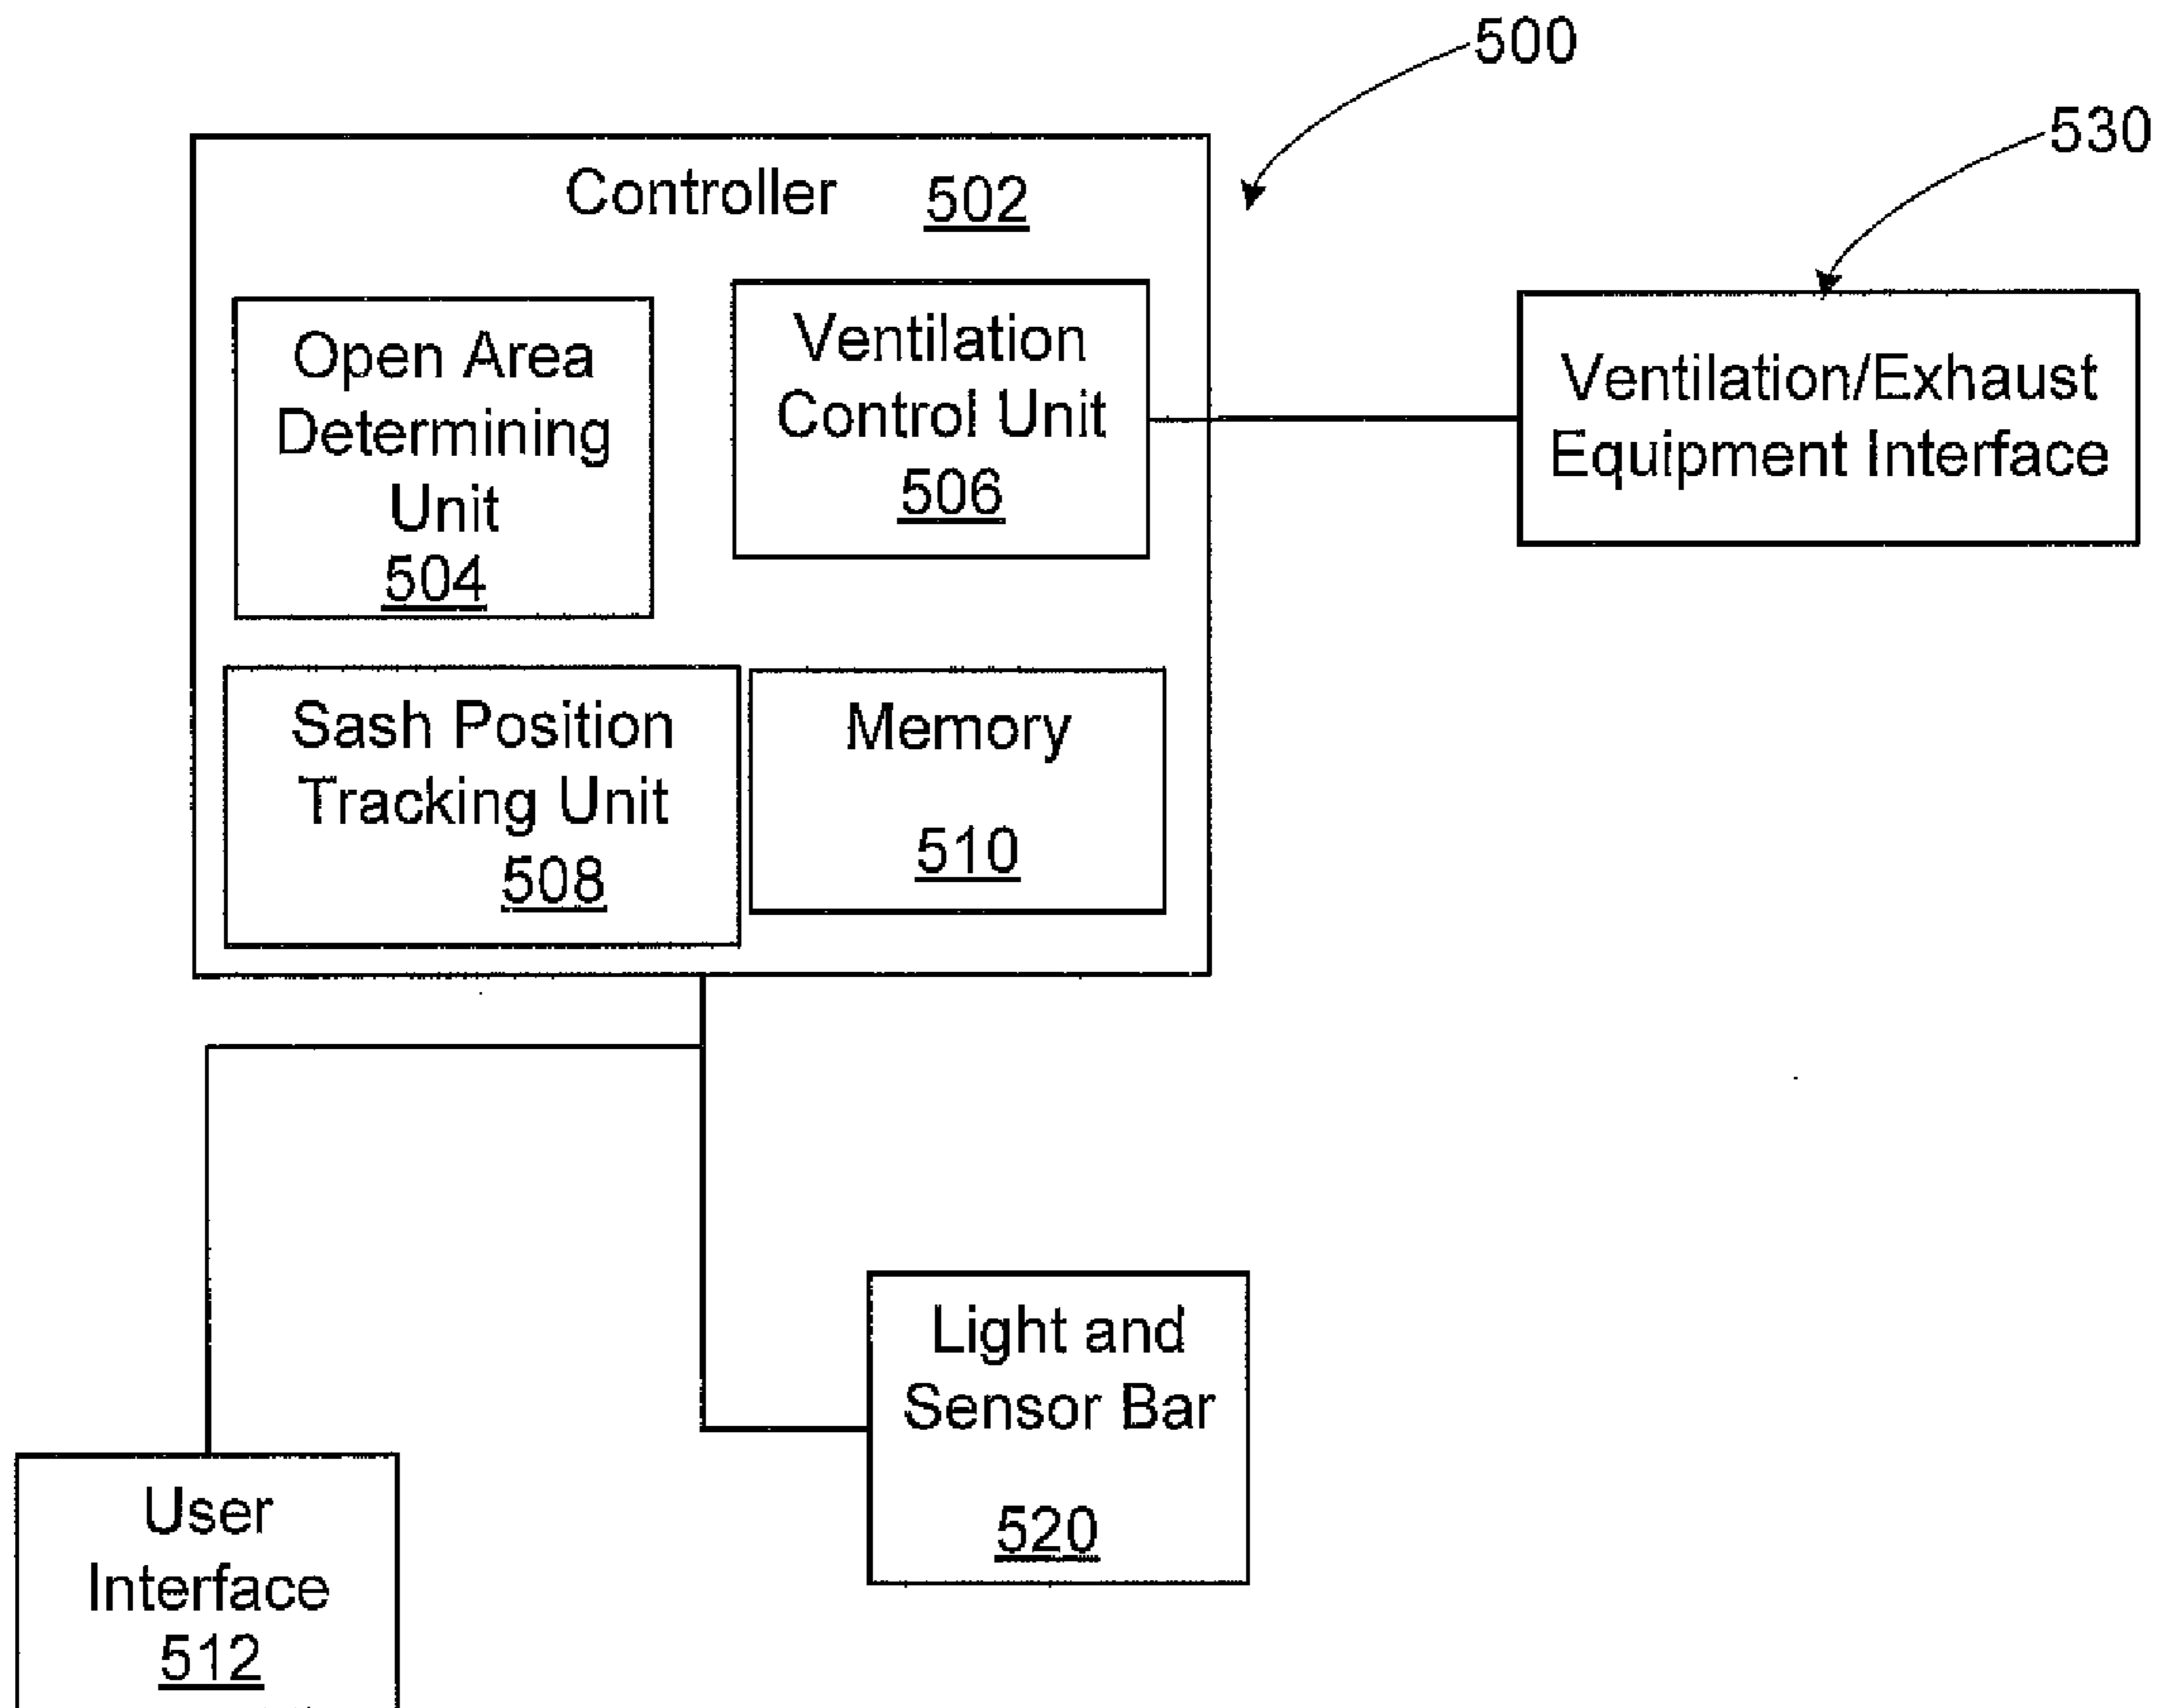 500
530
Controller 502
Open Area
Determining
Unit
504
Ventilation
Control Unit
506
Ventilation/Exhaust
Equipment Interface
Sash Position
Tracking Unit
508
Memory
510
Light and
Sensor Bar
520
User
Interface
512